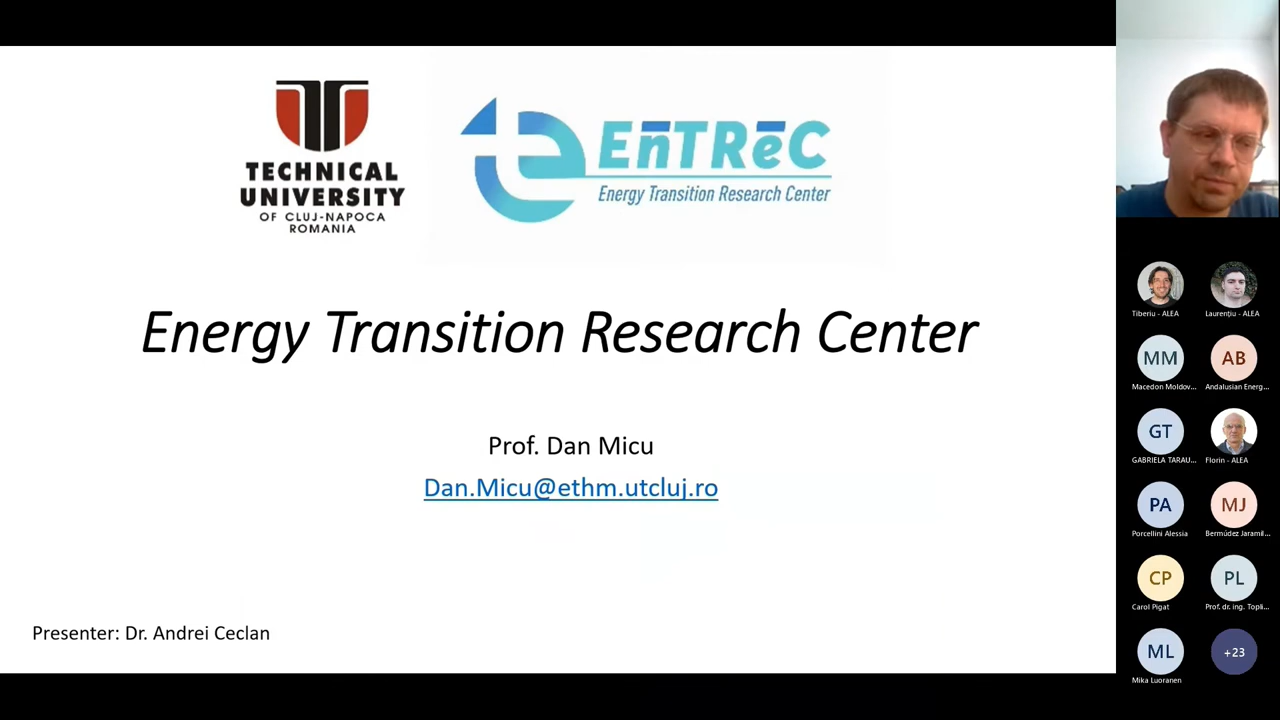 TECHNICAL
UNIVERSITY
OF CLUJ-NAPOCA
ROMANIA
te
EnTReC
Energy Transition Research Center
Energy Transition Research Center
Prof. Dan Micu
Dan.Micu@ethm.utcluj.ro
Presenter: Dr. Andrei Ceclan
Tiberiu - ALEA
Laurențiu - ALEA
MM
AB
Macedon Moldov...
Andalusian Energ...
GT
GABRIELA TARAU...
Florin - ALEA
PA
MJ
Porcellini Alessia
Bermúdez Jaramil...
CP
PL
Carol Pigat
Prof. dr. ing. Topli...
ML
+23
Mika Luoranen